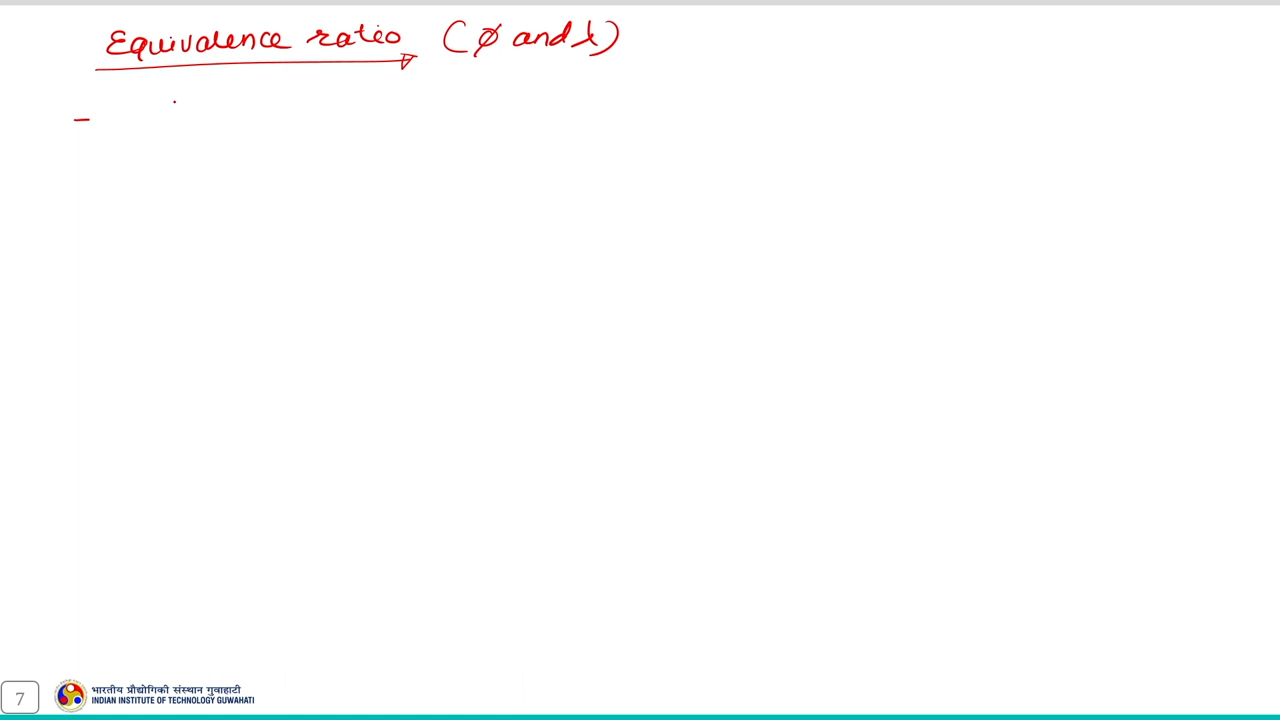 Equivalence ratio (φ and λ)
-
7
भारतीय प्रौद्योगिकी संस्थान गुवाहाटी
INDIAN INSTITUTE OF TECHNOLOGY GUWAHATI